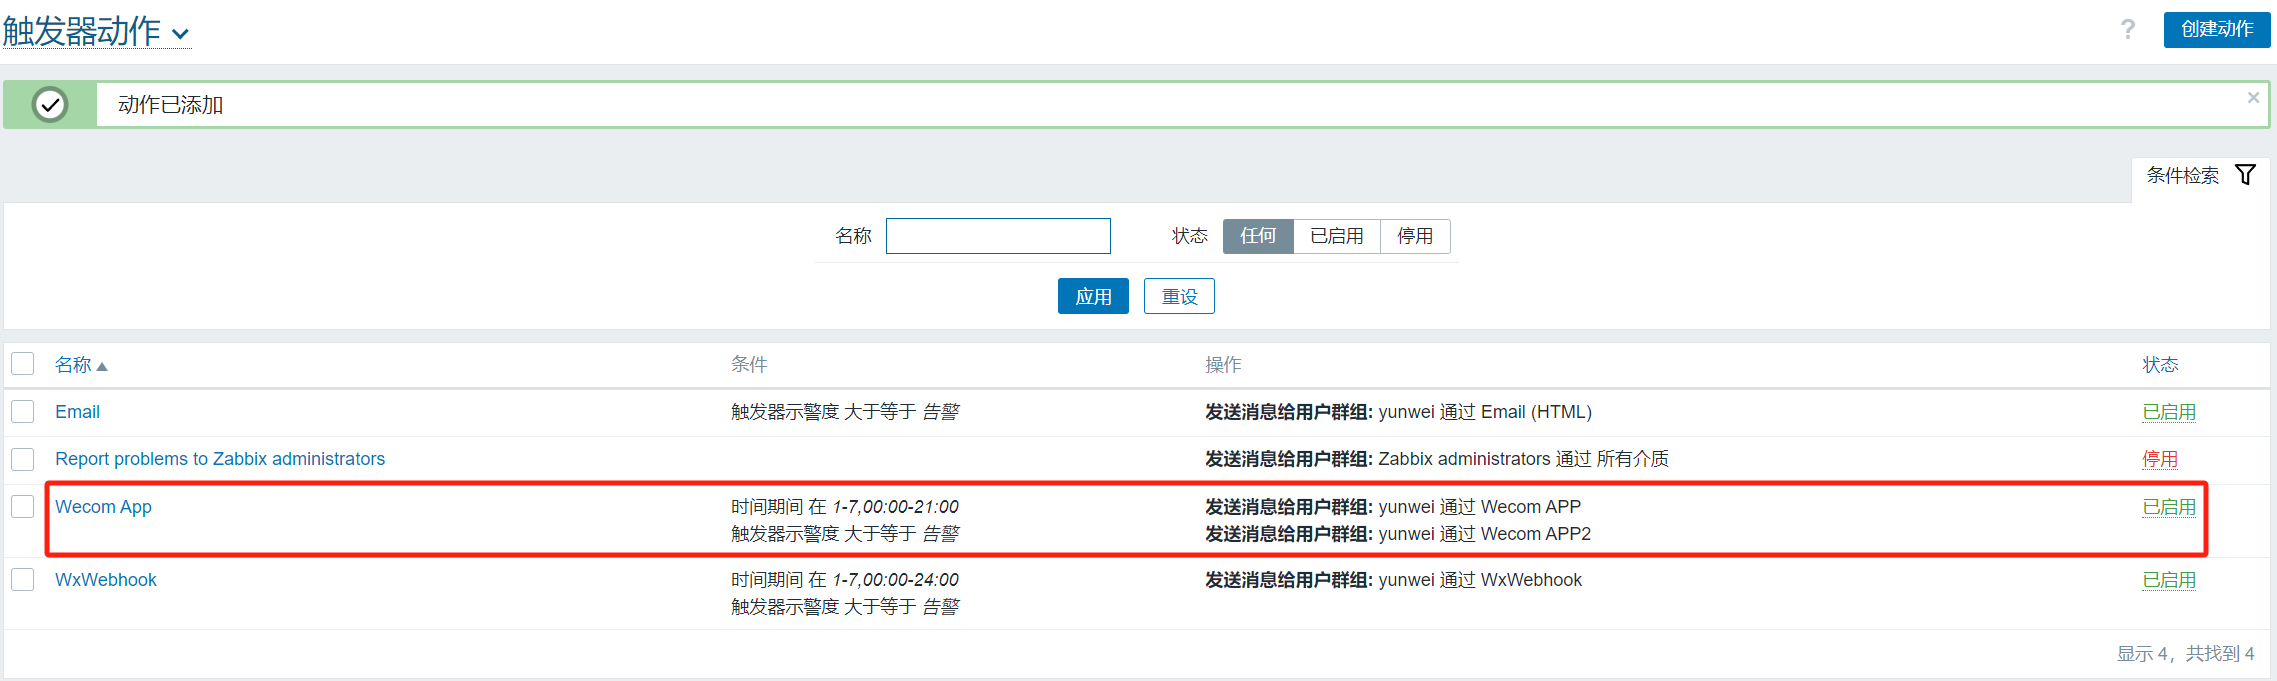 触发器动作
? 创建动作
动作已添加
条件检索
名称 状态 任何 已启用 停用
应用 重设
名称 条件 操作 状态
Email 触发器示警度 大于等于 告警 发送消息给用户群组: yunwei 通过 Email (HTML) 已启用
Report problems to Zabbix administrators 发送消息给用户群组: Zabbix administrators 通过 所有介质 停用
Wecom App 时间期间 在 1-7,00:00-21:00 发送消息给用户群组: yunwei 通过 Wecom APP 已启用
触发器示警度 大于等于 告警 发送消息给用户群组: yunwei 通过 Wecom APP2
WxWebhook 时间期间 在 1-7,00:00-24:00 发送消息给用户群组: yunwei 通过 WxWebhook 已启用
触发器示警度 大于等于 告警
显示 4，共找到 4